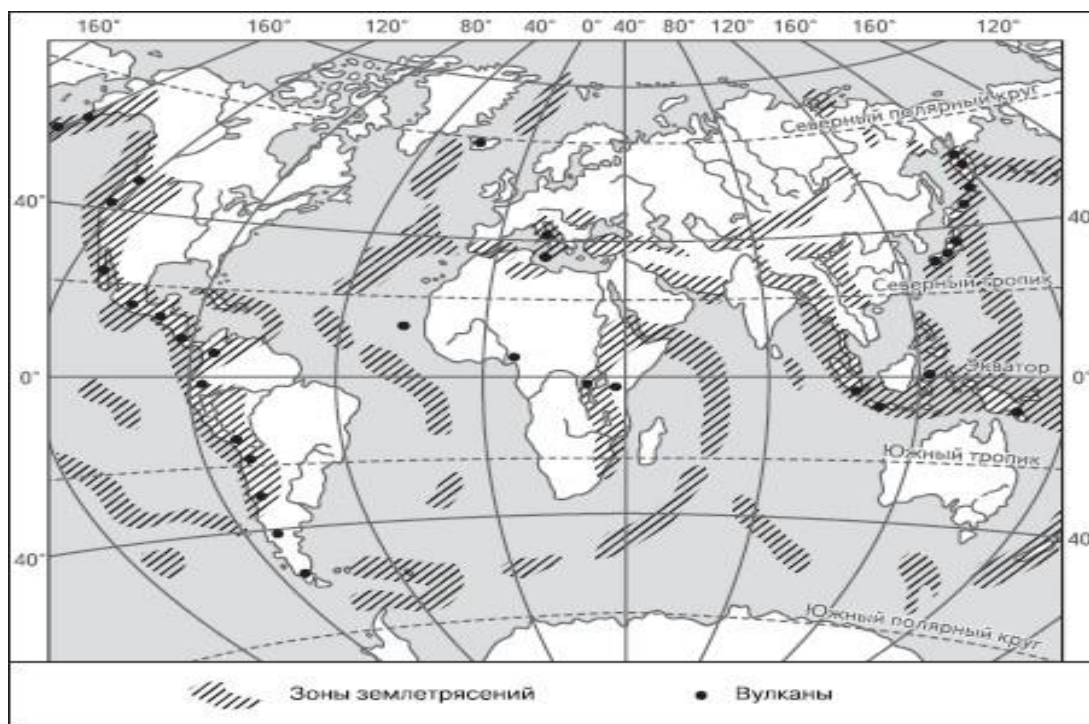 160° 160° 120° 80° 40° 0° 40° 80° 120° 160° 160° 120°
Северный полярный круг
40° 40°
Северный тропик
0° Экватор 0°
Южный тропик
40° 40°
Южный полярный круг
Зоны землетрясений Вулканы